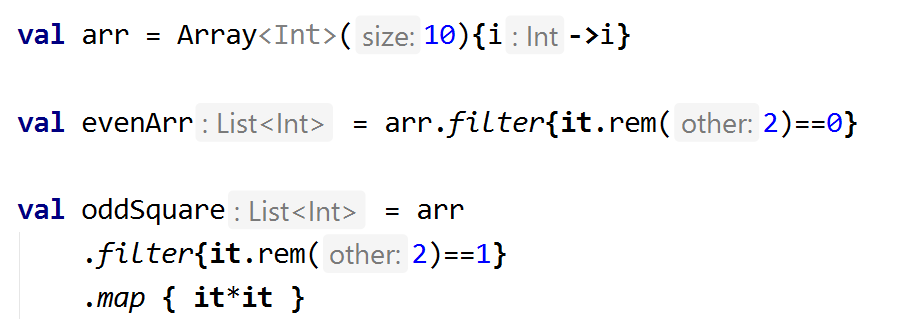 val arr = Array<Int>( size: 10){i : Int ->i}
val evenArr : List<Int> = arr.filter{it.rem( other: 2)==0}
val oddSquare : List<Int> = arr
.filter{it.rem( other: 2)==1}
.map { it*it }